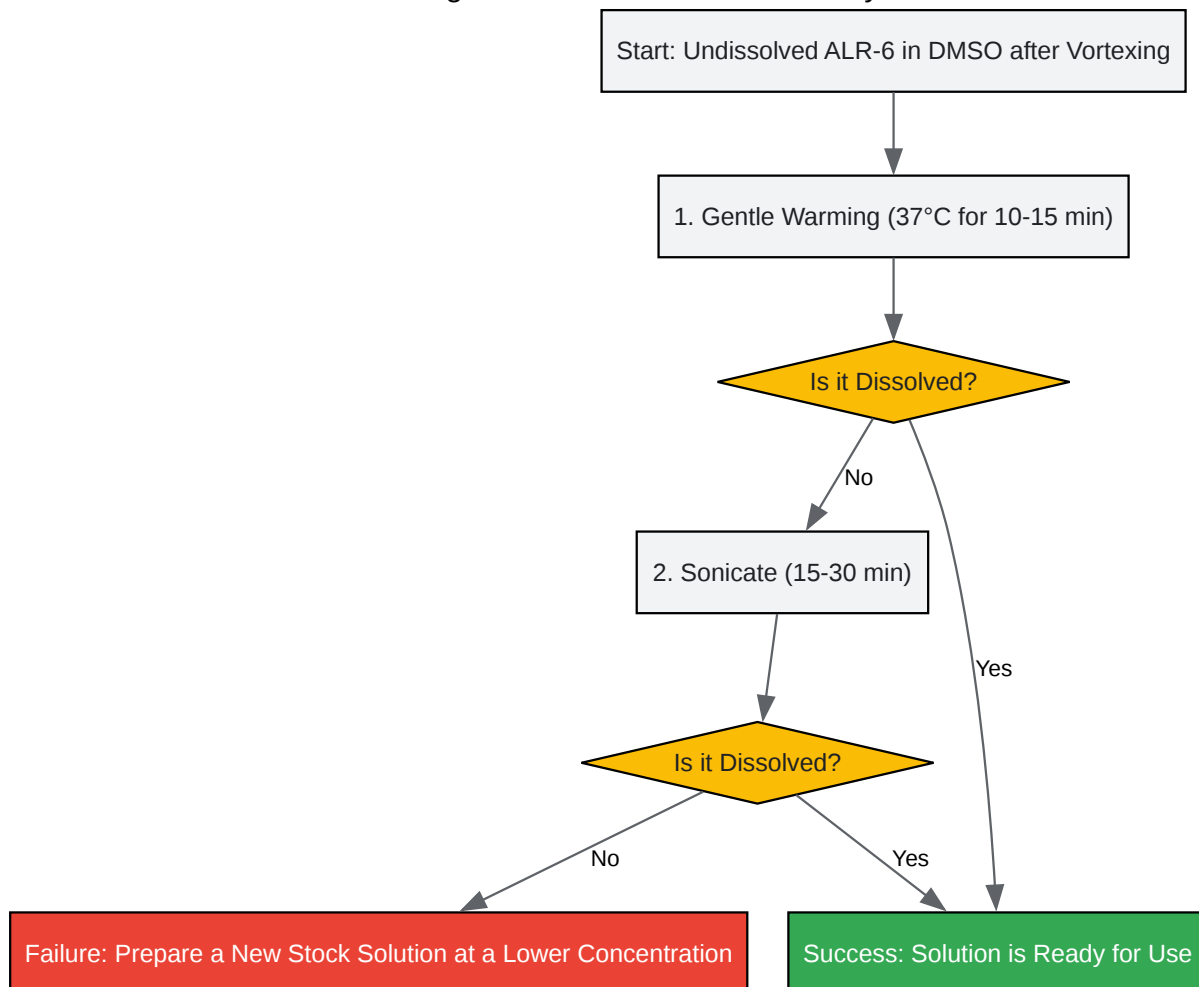 Start: Undissolved ALR-6 in DMSO after Vortexing
1. Gentle Warming (37°C for 10-15 min)
Is it Dissolved?
No
2. Sonicate (15-30 min)
Yes
Is it Dissolved?
No
Yes
Failure: Prepare a New Stock Solution at a Lower Concentration
Success: Solution is Ready for Use